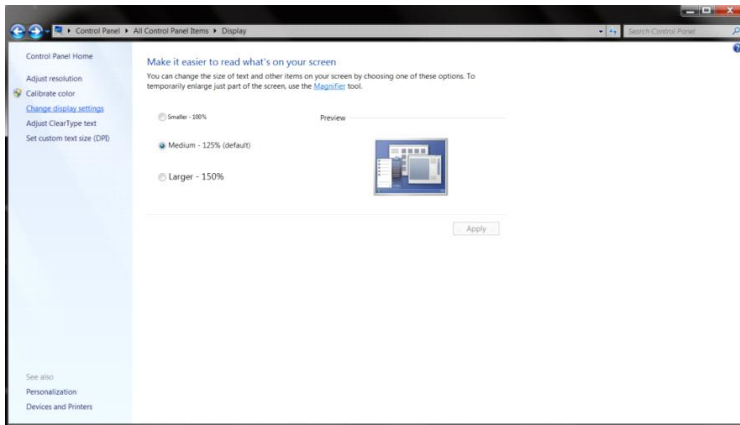 Control Panel ▸ All Control Panel Items ▸ Display
Search Control Panel
Control Panel Home
Adjust resolution
Calibrate color
Change display settings
Adjust ClearType text
Set custom text size (DPI)
See also
Personalization
Devices and Printers
Make it easier to read what's on your screen
You can change the size of text and other items on your screen by choosing one of these options. To
temporarily enlarge just part of the screen, use the Magnifier tool.
Smaller - 100%
Preview
Medium - 125% (default)
Larger - 150%
Apply